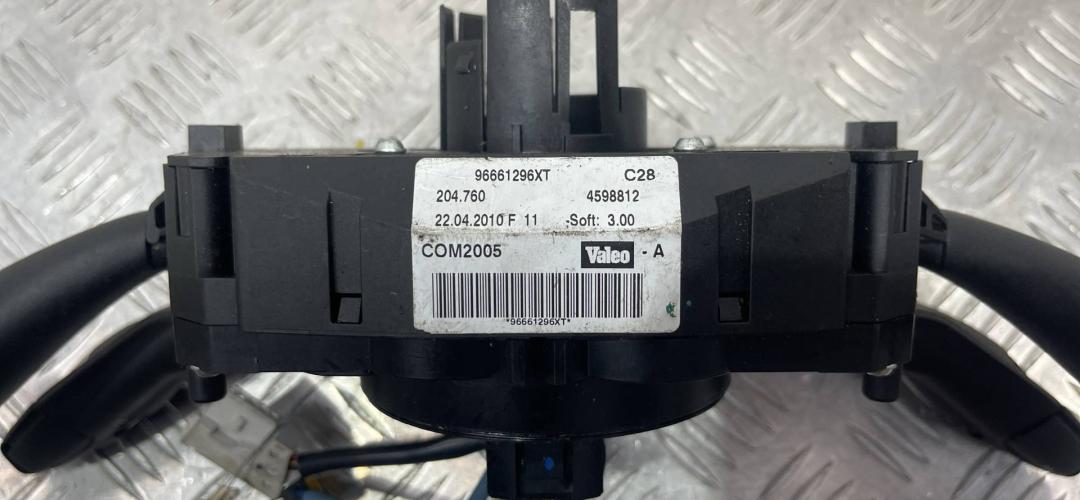 96661296XT C28
204.760 4598812
22.04.2010 F 11 -Soft: 3.00
COM2005 Valeo - A
*96661296XT*